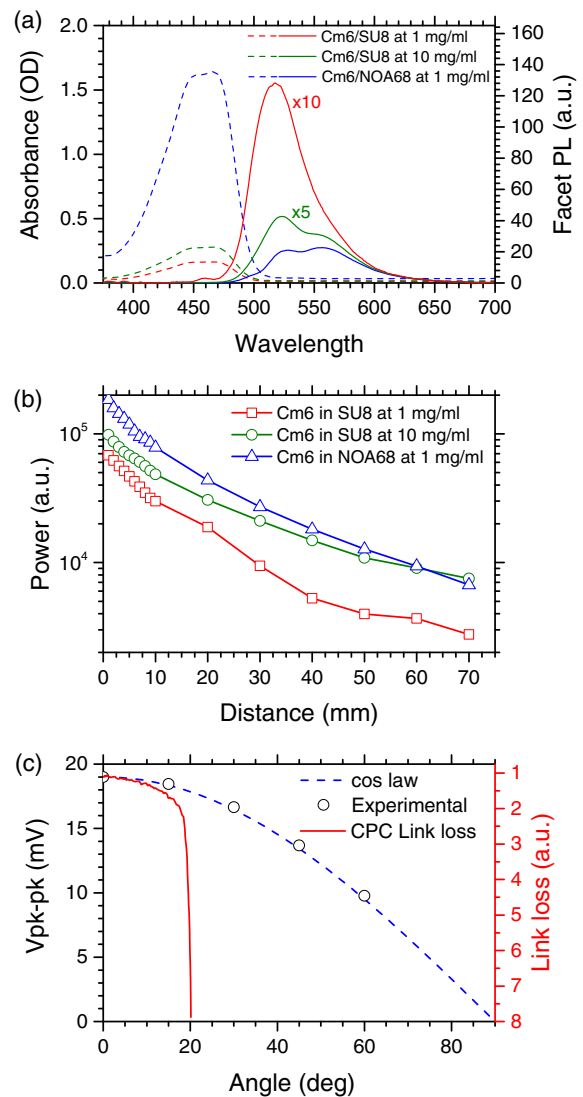 (a)
Cm6/SU8 at 1 mg/ml
Cm6/SU8 at 10 mg/ml
Cm6/NOA68 at 1 mg/ml
x10
x5
Absorbance (OD)
2.0
1.5
1.0
0.5
0.0
Facet PL (a.u.)
160
140
120
100
80
60
40
20
0
400 450 500 550 600 650 700
Wavelength
(b)
Cm6 in SU8 at 1 mg/ml
Cm6 in SU8 at 10 mg/ml
Cm6 in NOA68 at 1 mg/ml
Power (a.u.)
10^5
10^4
0 10 20 30 40 50 60 70
Distance (mm)
(c)
cos law
Experimental
CPC Link loss
Vpk-pk (mV)
20
15
10
5
0
Link loss (a.u.)
1
2
3
4
5
6
7
8
0 20 40 60 80
Angle (deg)